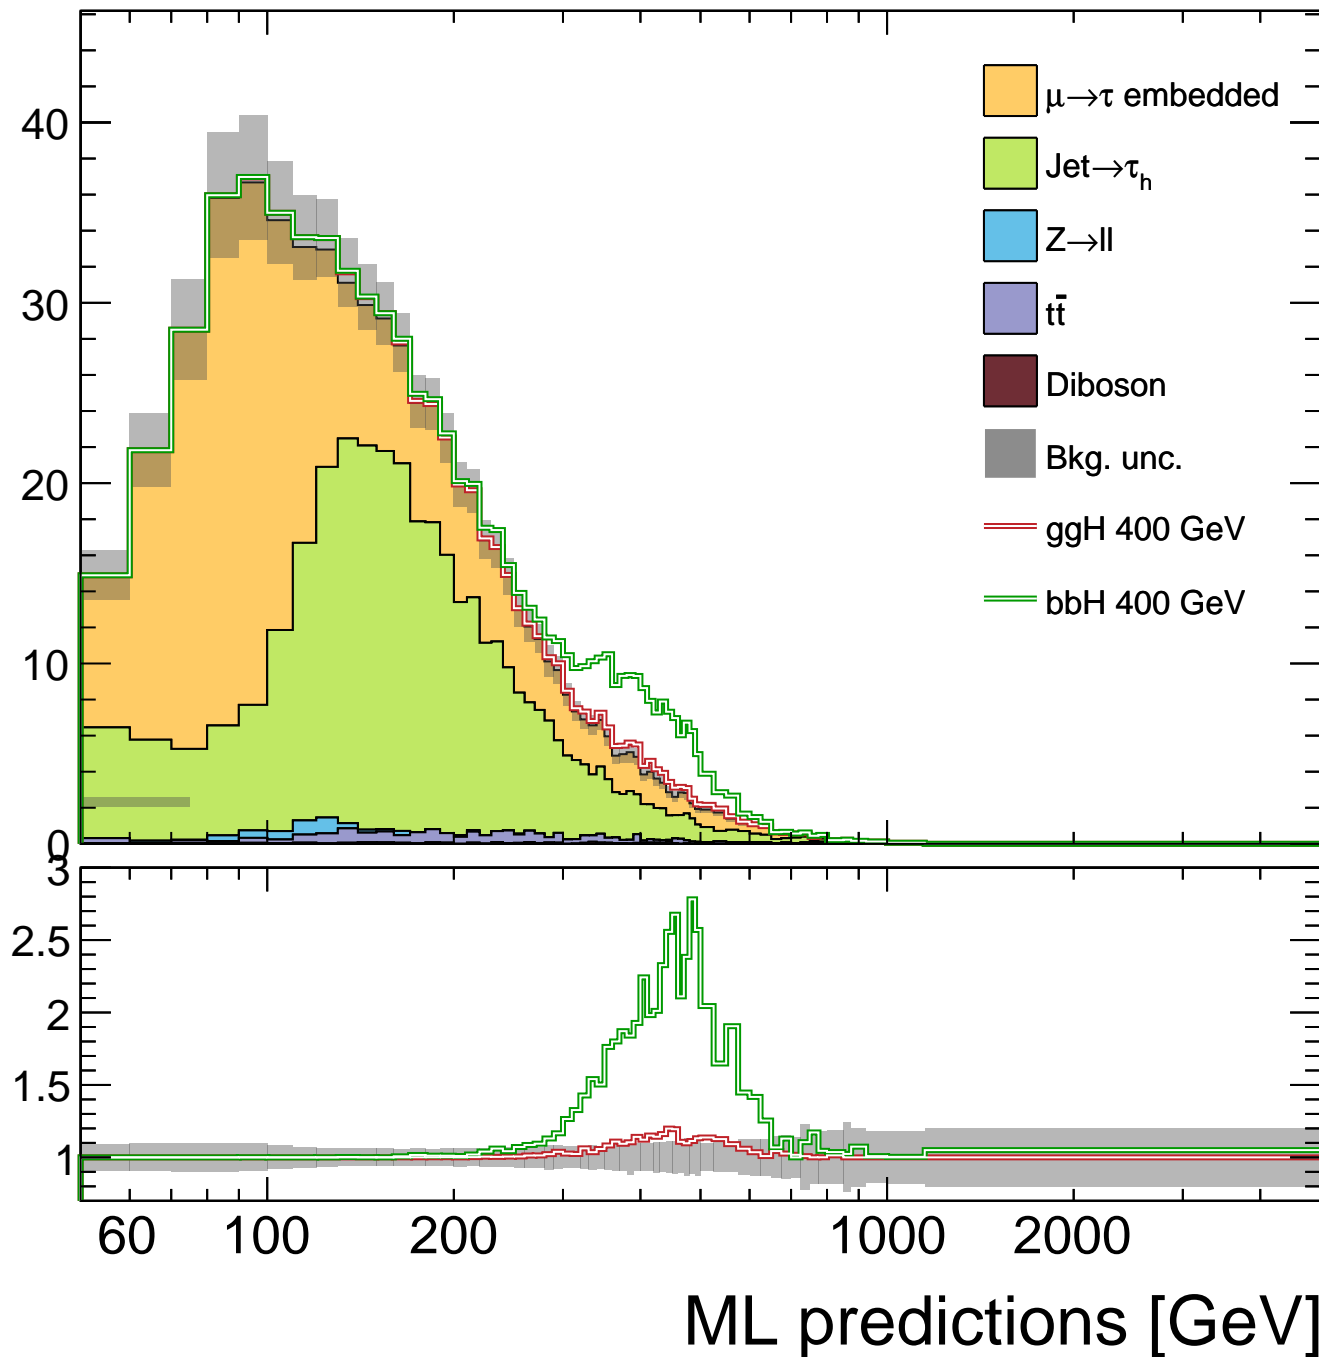 40
30
20
10
0
μ→τ embedded
Jet→τh
Z→ll
tt̄
Diboson
Bkg. unc.
ggH 400 GeV
bbH 400 GeV
3
2.5
2
1.5
1
60 100 200 1000 2000
ML predictions [GeV]